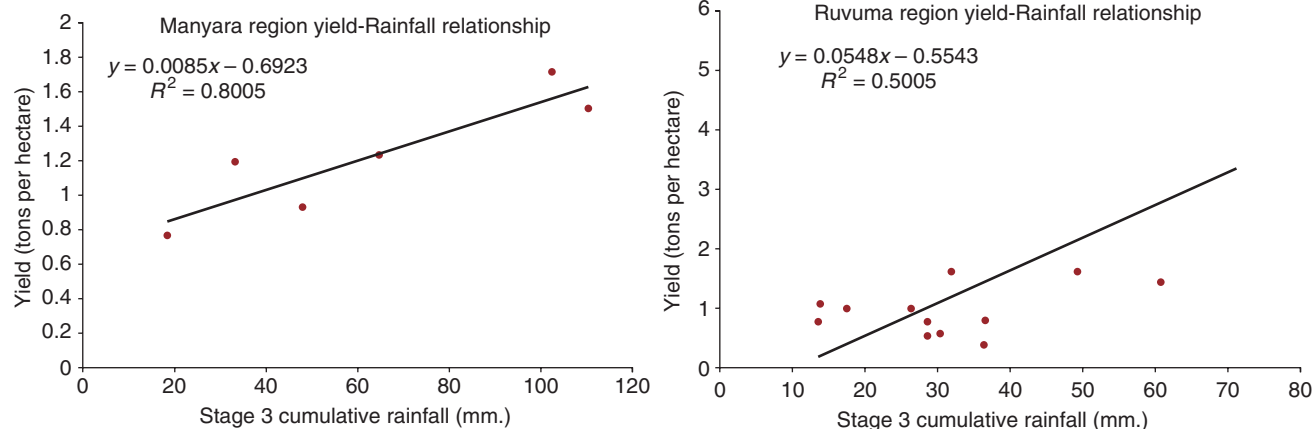 Manyara region yield-Rainfall relationship
y = 0.0085x – 0.6923
R² = 0.8005
Yield (tons per hectare)
2
1.8
1.6
1.4
1.2
1
0.8
0.6
0.4
0.2
0
0 20 40 60 80 100 120
Stage 3 cumulative rainfall (mm.)
Ruvuma region yield-Rainfall relationship
y = 0.0548x – 0.5543
R² = 0.5005
Yield (tons per hectare)
6
5
4
3
2
1
0
0 10 20 30 40 50 60 70 80
Stage 3 cumulative rainfall (mm.)